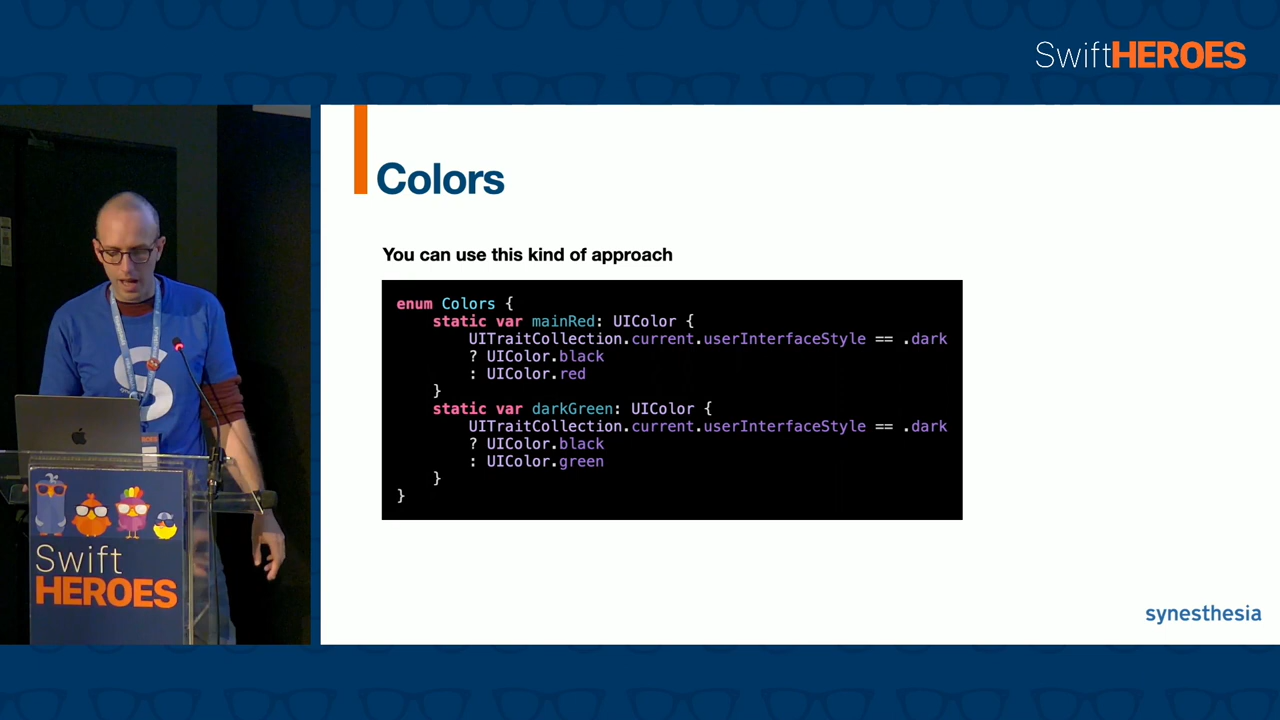 SwiftHEROES
Colors
You can use this kind of approach
enum Colors {
    static var mainRed: UIColor {
        UITraitCollection.current.userInterfaceStyle == .dark
        ? UIColor.black
        : UIColor.red
    }
    static var darkGreen: UIColor {
        UITraitCollection.current.userInterfaceStyle == .dark
        ? UIColor.black
        : UIColor.green
    }
}
synesthesia
S
HEROES
Swift
HEROES